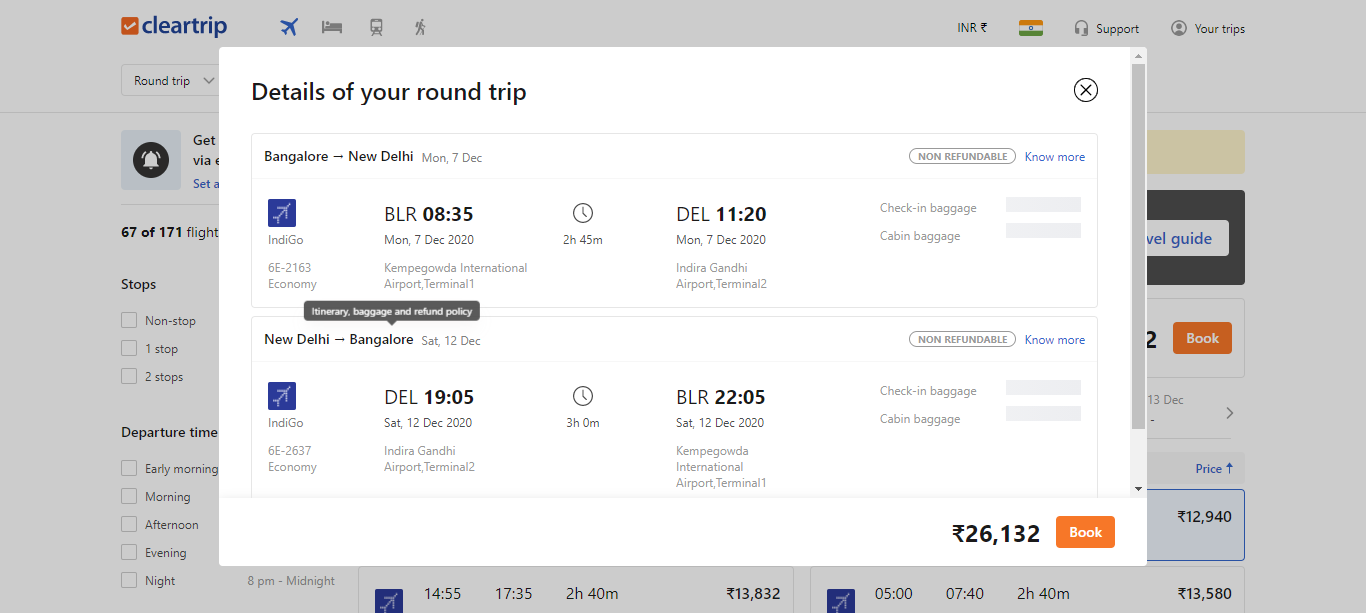 cleartrip
INR ₹
Support
Your trips
Round trip
Details of your round trip
Get
via e
Set a
67 of 171 flight
Stops
Non-stop
1 stop
2 stops
Departure time
Early morning
Morning
Afternoon
Evening
Night
8 pm - Midnight
Bangalore → New Delhi Mon, 7 Dec
NON REFUNDABLE Know more
IndiGo
6E-2163
Economy
BLR 08:35
Mon, 7 Dec 2020
Kempegowda International
Airport,Terminal1
2h 45m
DEL 11:20
Mon, 7 Dec 2020
Indira Gandhi
Airport,Terminal2
Check-in baggage
Cabin baggage
Itinerary, baggage and refund policy
New Delhi → Bangalore Sat, 12 Dec
NON REFUNDABLE Know more
IndiGo
6E-2637
Economy
DEL 19:05
Sat, 12 Dec 2020
Indira Gandhi
Airport,Terminal2
3h 0m
BLR 22:05
Sat, 12 Dec 2020
Kempegowda
International
Airport,Terminal1
Check-in baggage
Cabin baggage
₹26,132
Book
vel guide
2
Book
13 Dec
-
Price ↑
₹12,940
14:55 17:35 2h 40m ₹13,832
05:00 07:40 2h 40m ₹13,580